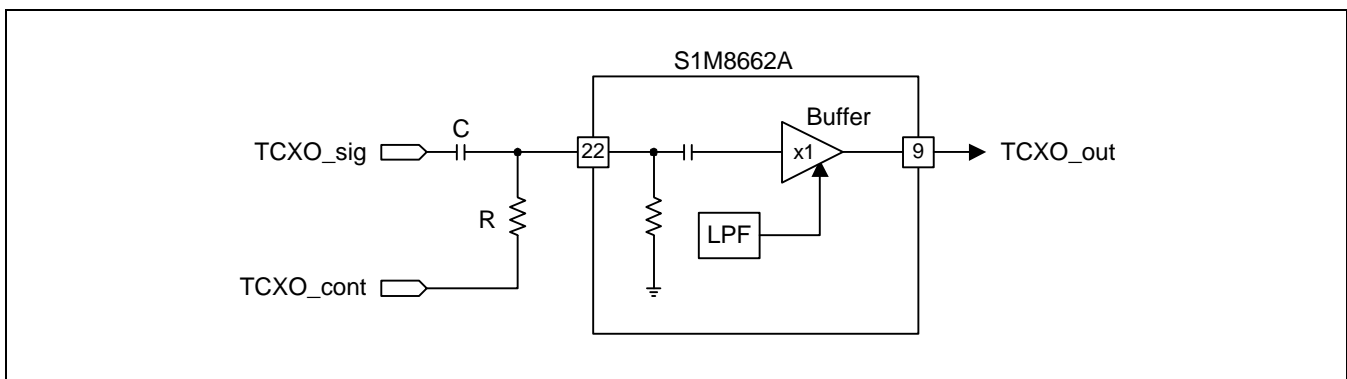 S1M8662A
Buffer
TCXO_sig
C
22
x1
9
TCXO_out
R
LPF
TCXO_cont